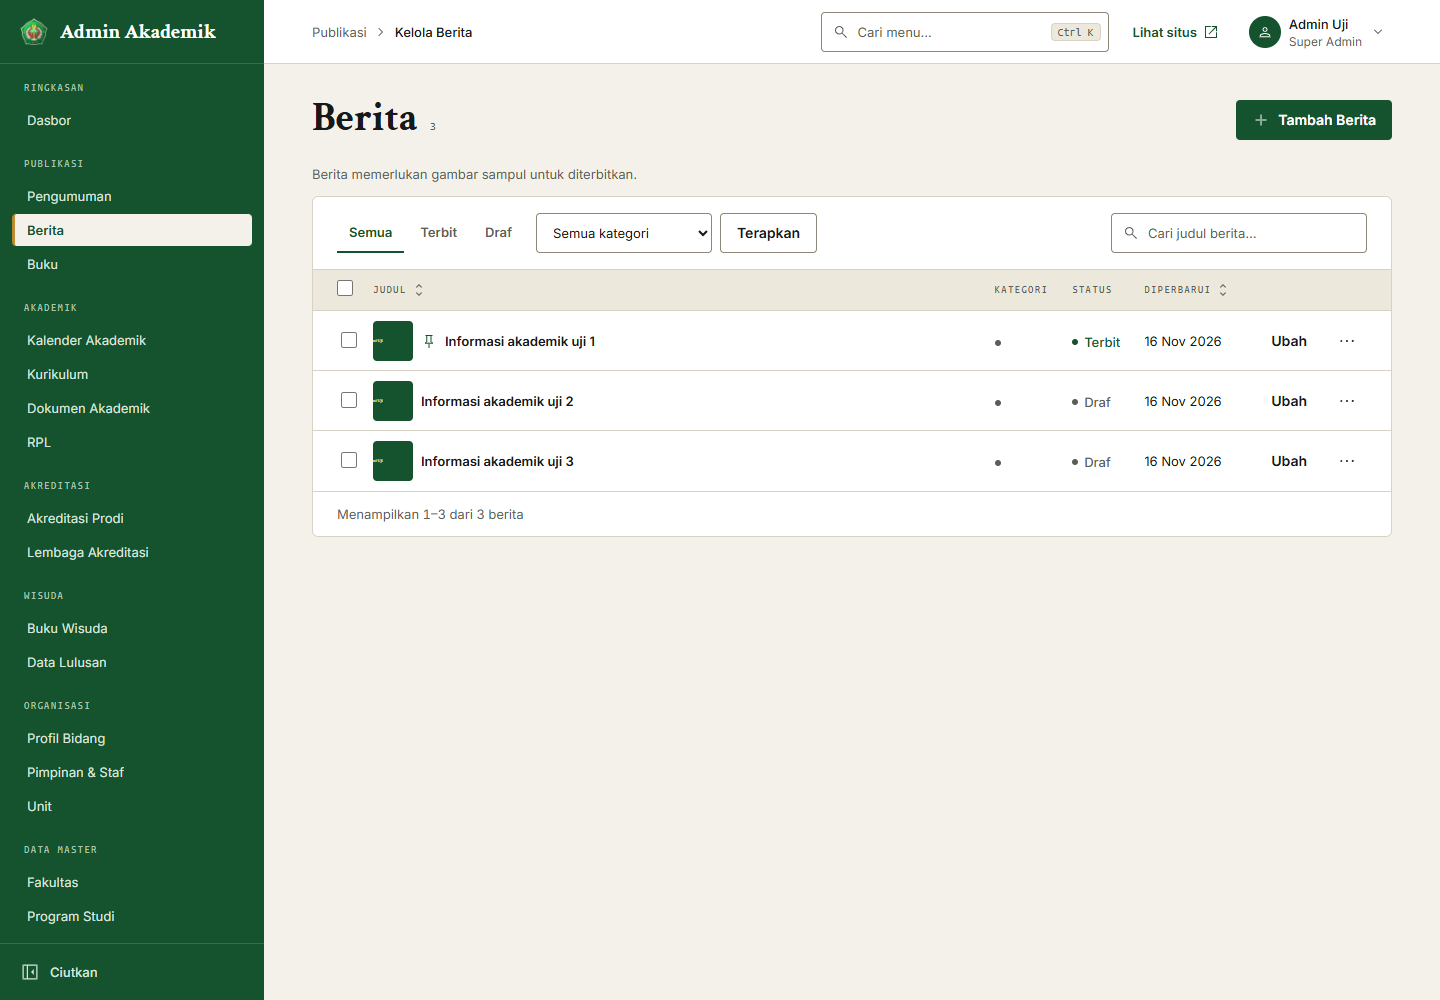 Admin Akademik
Publikasi > Kelola Berita
Cari menu...
Ctrl K
Lihat situs
Admin Uji
Super Admin
RINGKASAN
Dasbor
PUBLIKASI
Pengumuman
Berita
Buku
AKADEMIK
Kalender Akademik
Kurikulum
Dokumen Akademik
RPL
AKREDITASI
Akreditasi Prodi
Lembaga Akreditasi
WISUDA
Buku Wisuda
Data Lulusan
ORGANISASI
Profil Bidang
Pimpinan & Staf
Unit
DATA MASTER
Fakultas
Program Studi
Ciutkan
Berita 3
Tambah Berita
Berita memerlukan gambar sampul untuk diterbitkan.
Semua Terbit Draf Semua kategori Terapkan Cari judul berita...
JUDUL KATEGORI STATUS DIPERBARUI
Informasi akademik uji 1 Terbit 16 Nov 2026 Ubah ...
Informasi akademik uji 2 Draf 16 Nov 2026 Ubah ...
Informasi akademik uji 3 Draf 16 Nov 2026 Ubah ...
Menampilkan 1–3 dari 3 berita